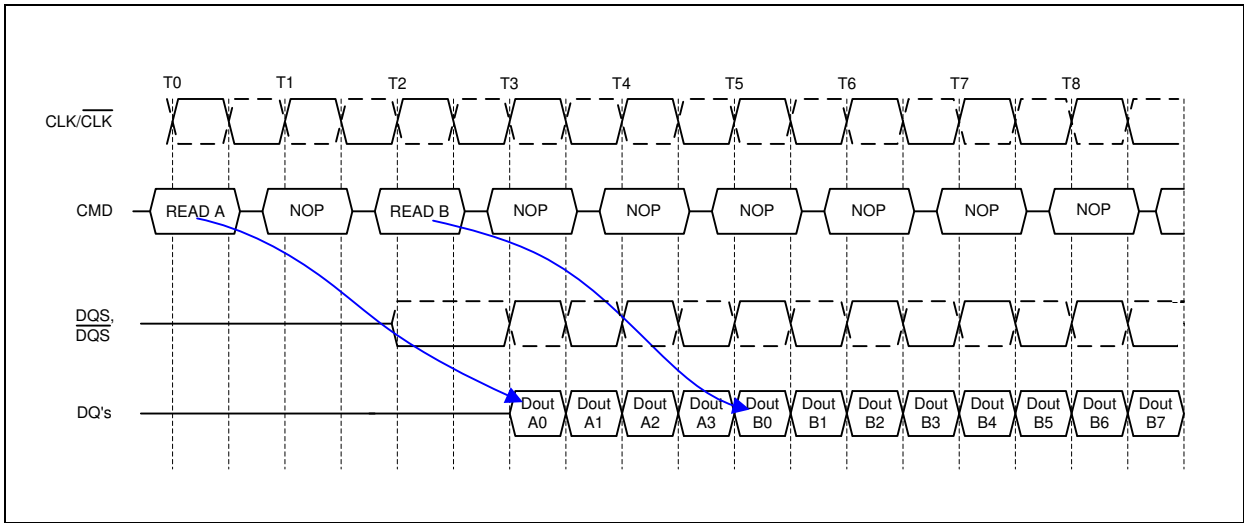 T0 T1 T2 T3 T4 T5 T6 T7 T8
CLK/CLK
CMD READ A NOP READ B NOP NOP NOP NOP NOP NOP
DQS,
DQS
DQ's
Dout Dout Dout Dout Dout Dout Dout Dout Dout Dout Dout Dout
A0 A1 A2 A3 B0 B1 B2 B3 B4 B5 B6 B7